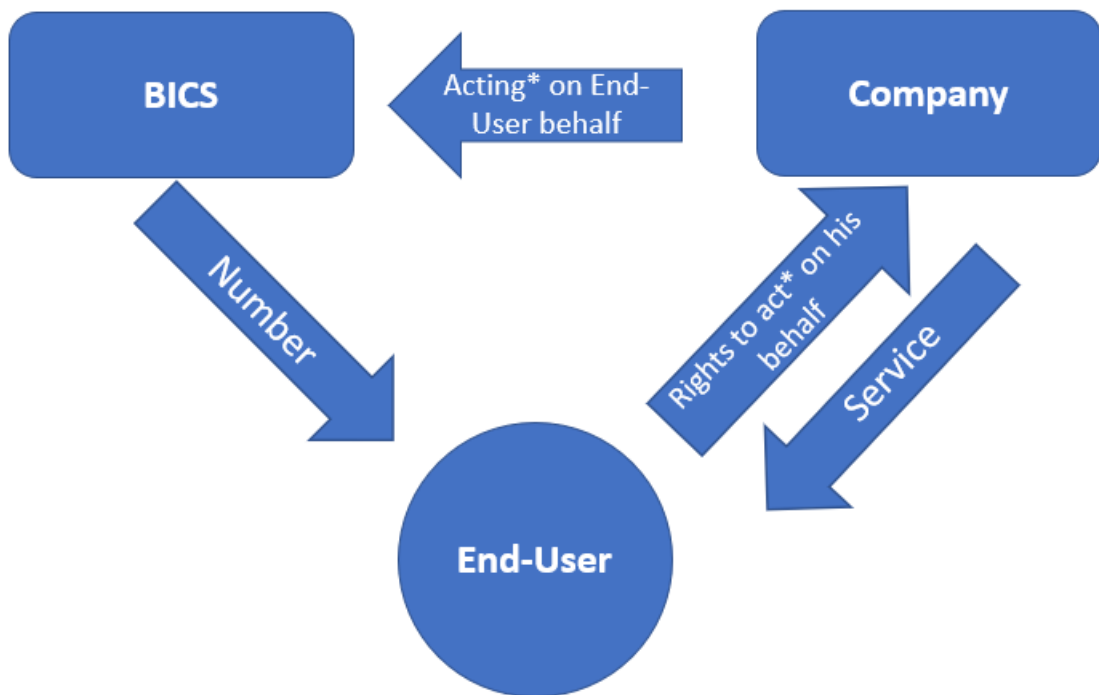 BICS
Acting* on End-
User behalf
Company
Number
Rights to act* on his
behalf
Service
End-User